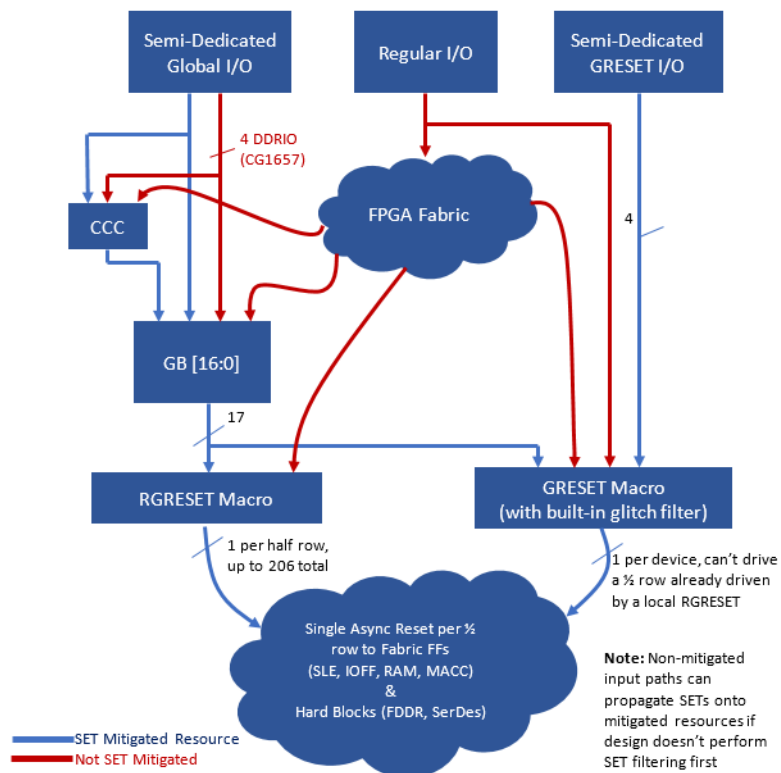 Semi-Dedicated
Global I/O
Regular I/O
Semi-Dedicated
GRESET I/O
4 DDRIO
(CG1657)
CCC
FPGA Fabric
4
GB [16:0]
17
RGRESET Macro
GRESET Macro
(with built-in glitch filter)
1 per half row,
up to 206 total
1 per device, can't drive
a ½ row already driven
by a local RGRESET
Single Async Reset per ½
row to Fabric FFs
(SLE, IOFF, RAM, MACC)
&
Hard Blocks (FDDR, SerDes)
Note: Non-mitigated
input paths can
propagate SETs onto
mitigated resources if
design doesn't perform
SET filtering first
SET Mitigated Resource
Not SET Mitigated